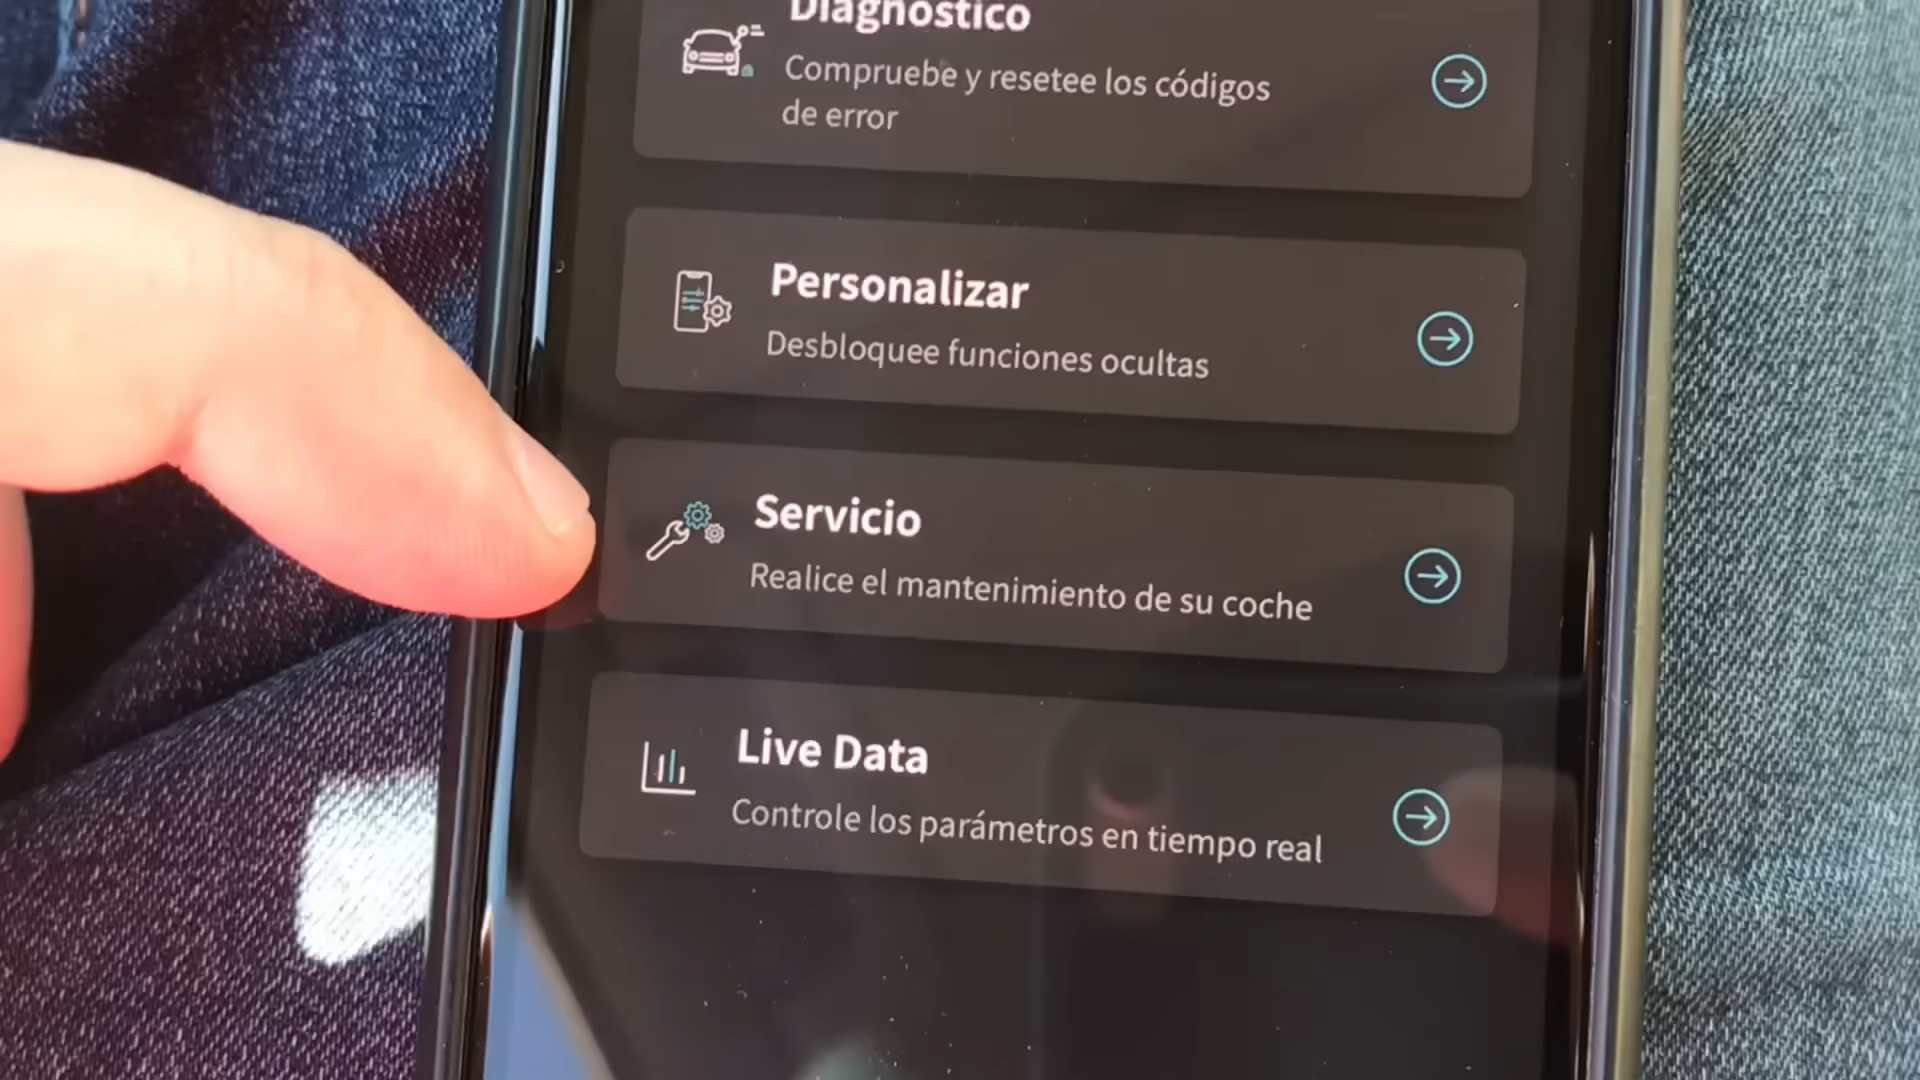 Diagnóstico
Compruebe y resetee los códigos
de error
Personalizar
Desbloquee funciones ocultas
Servicio
Realice el mantenimiento de su coche
Live Data
Controle los parámetros en tiempo real